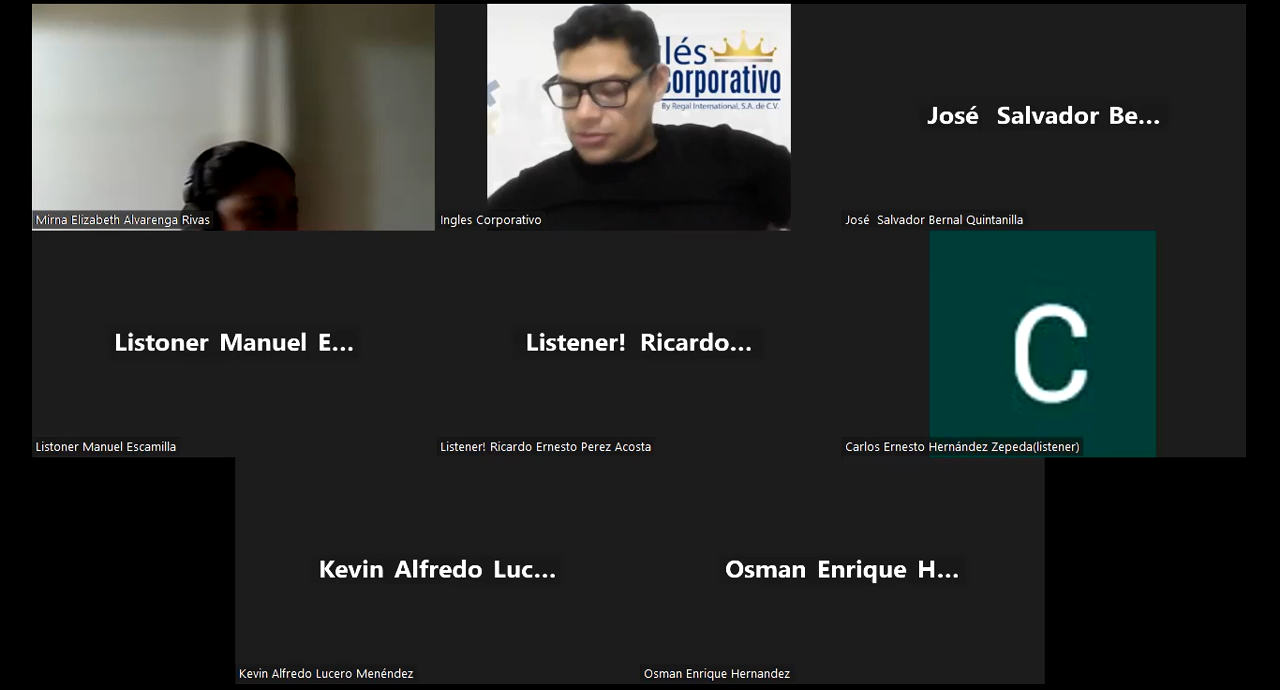 lés
corporativo
By Regal International, S.A. de C.V.
José Salvador Be...
Mirna Elizabeth Alvarenga Rivas
Ingles Corporativo
José Salvador Bernal Quintanilla
Listoner Manuel E...
Listener! Ricardo...
C
Listoner Manuel Escamilla
Listener! Ricardo Ernesto Perez Acosta
Carlos Ernesto Hernández Zepeda(listener)
Kevin Alfredo Luc...
Osman Enrique H...
Kevin Alfredo Lucero Menéndez
Osman Enrique Hernandez